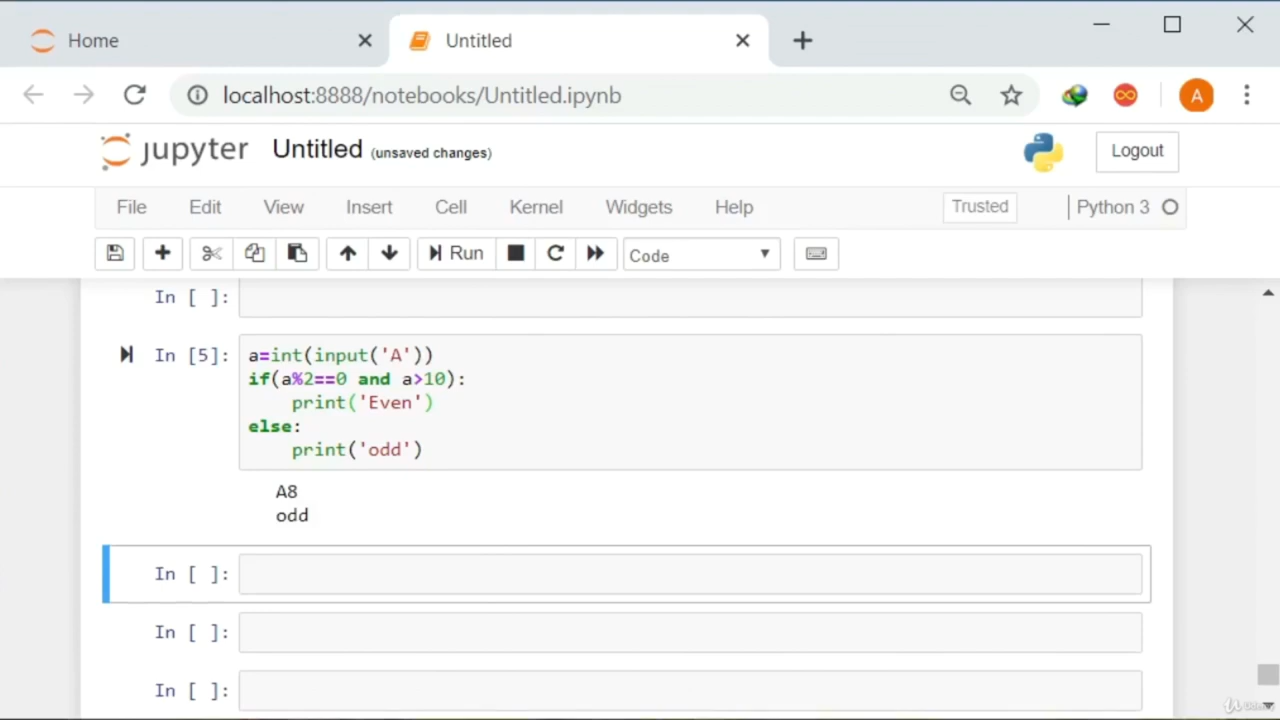 Home
Untitled
localhost:8888/notebooks/Untitled.ipynb
A
jupyter Untitled (unsaved changes)
Logout
File Edit View Insert Cell Kernel Widgets Help Trusted Python 3
Run Code
In [ ]:
In [5]: a=int(input('A'))
if(a%2==0 and a>10):
    print('Even')
else:
    print('odd')
A8
odd
In [ ]:
In [ ]:
In [ ]: